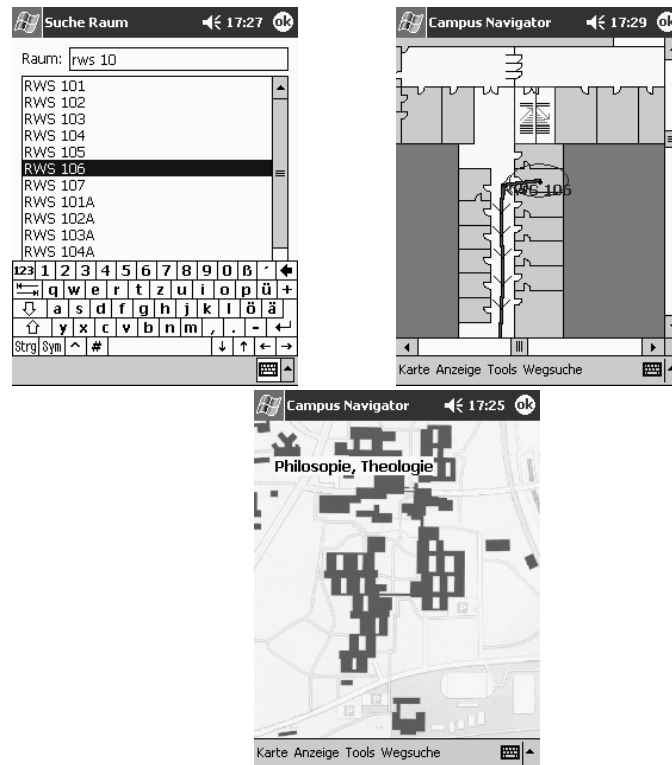 Suche Raum 17:27 ok
Raum: rws 10
RWS 101
RWS 102
RWS 103
RWS 104
RWS 105
RWS 106
RWS 107
RWS 101A
RWS 102A
RWS 103A
RWS 104A
123 1 2 3 4 5 6 7 8 9 0 ß ´
q w e r t z u i o p ü +
a s d f g h j k l ö ä
y x c v b n m , . -
Strg Sym ^ #
Campus Navigator 17:29 ok
RWS 106
Karte Anzeige Tools Wegsuche
Campus Navigator 17:25 ok
Philosopie, Theologie
P
P
P
Karte Anzeige Tools Wegsuche